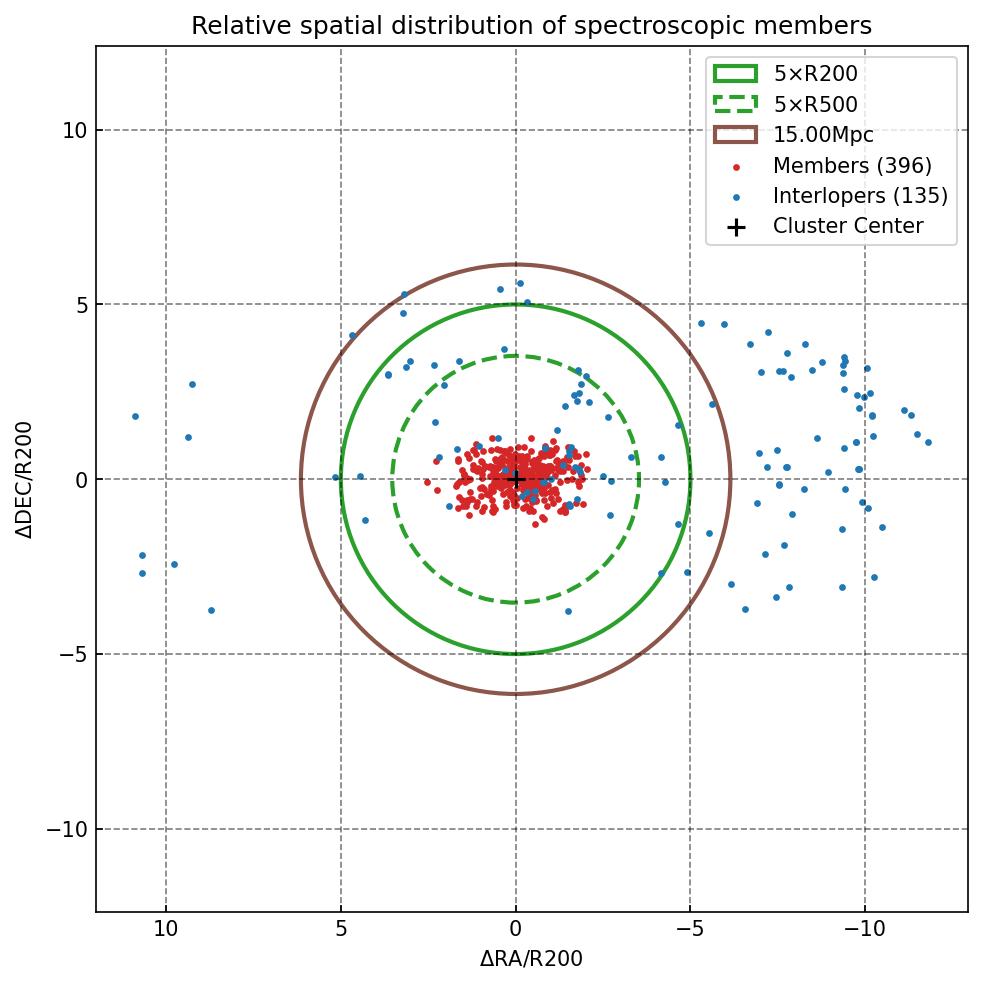 Relative spatial distribution of spectroscopic members
5×R200
5×R500
15.00Mpc
Members (396)
Interlopers (135)
Cluster Center
10
5
0
−5
−10
ΔDEC/R200
10
5
0
−5
−10
ΔRA/R200